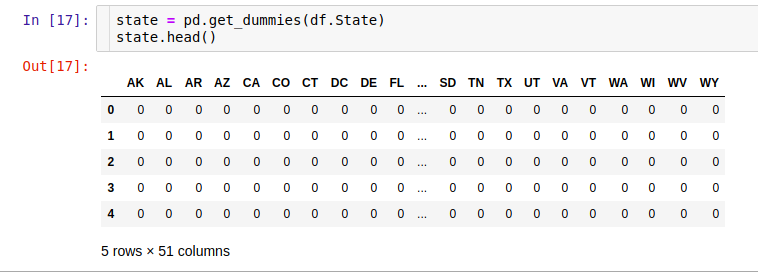 In [17]: state = pd.get_dummies(df.State)
state.head()
Out[17]:
AK AL AR AZ CA CO CT DC DE FL ... SD TN TX UT VA VT WA WI WV WY
0 0 0 0 0 0 0 0 0 0 0 ... 0 0 0 0 0 0 0 0 0 0
1 0 0 0 0 0 0 0 0 0 0 ... 0 0 0 0 0 0 0 0 0 0
2 0 0 0 0 0 0 0 0 0 0 ... 0 0 0 0 0 0 0 0 0 0
3 0 0 0 0 0 0 0 0 0 0 ... 0 0 0 0 0 0 0 0 0 0
4 0 0 0 0 0 0 0 0 0 0 ... 0 0 0 0 0 0 0 0 0 0
5 rows × 51 columns